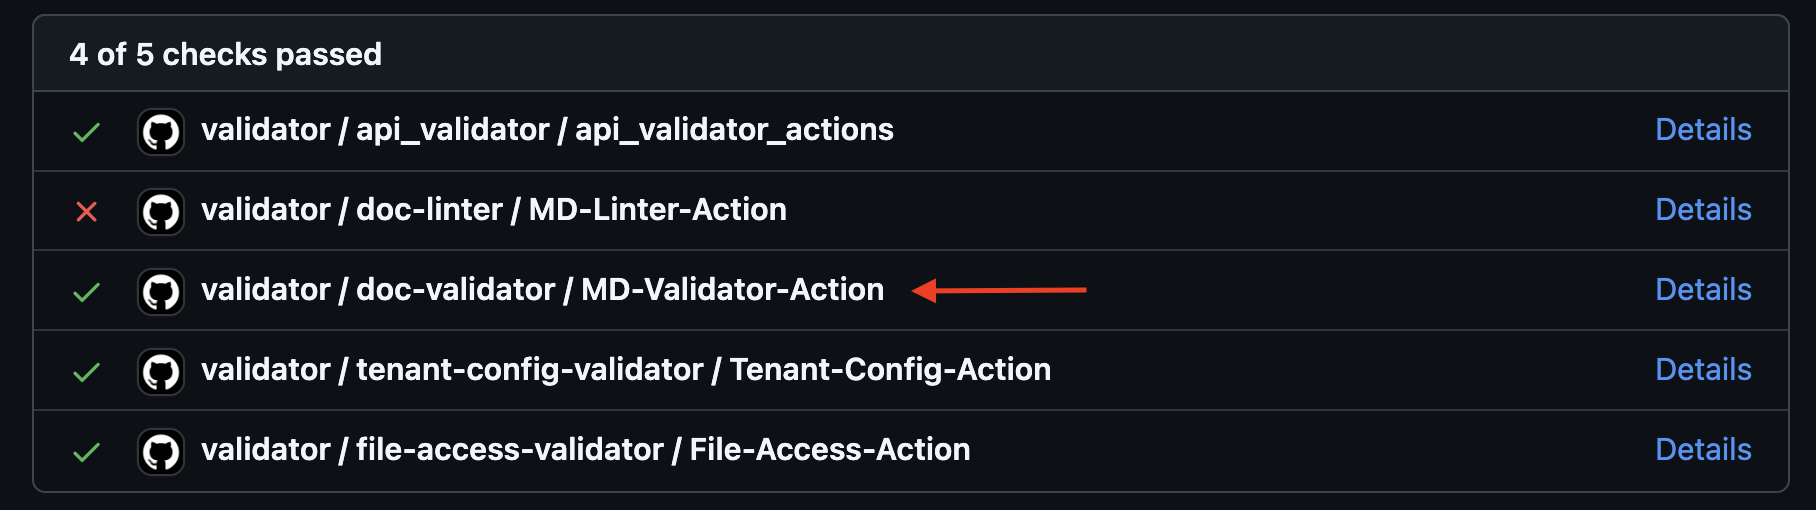 4 of 5 checks passed
validator / api_validator / api_validator_actions Details
validator / doc-linter / MD-Linter-Action Details
validator / doc-validator / MD-Validator-Action Details
validator / tenant-config-validator / Tenant-Config-Action Details
validator / file-access-validator / File-Access-Action Details